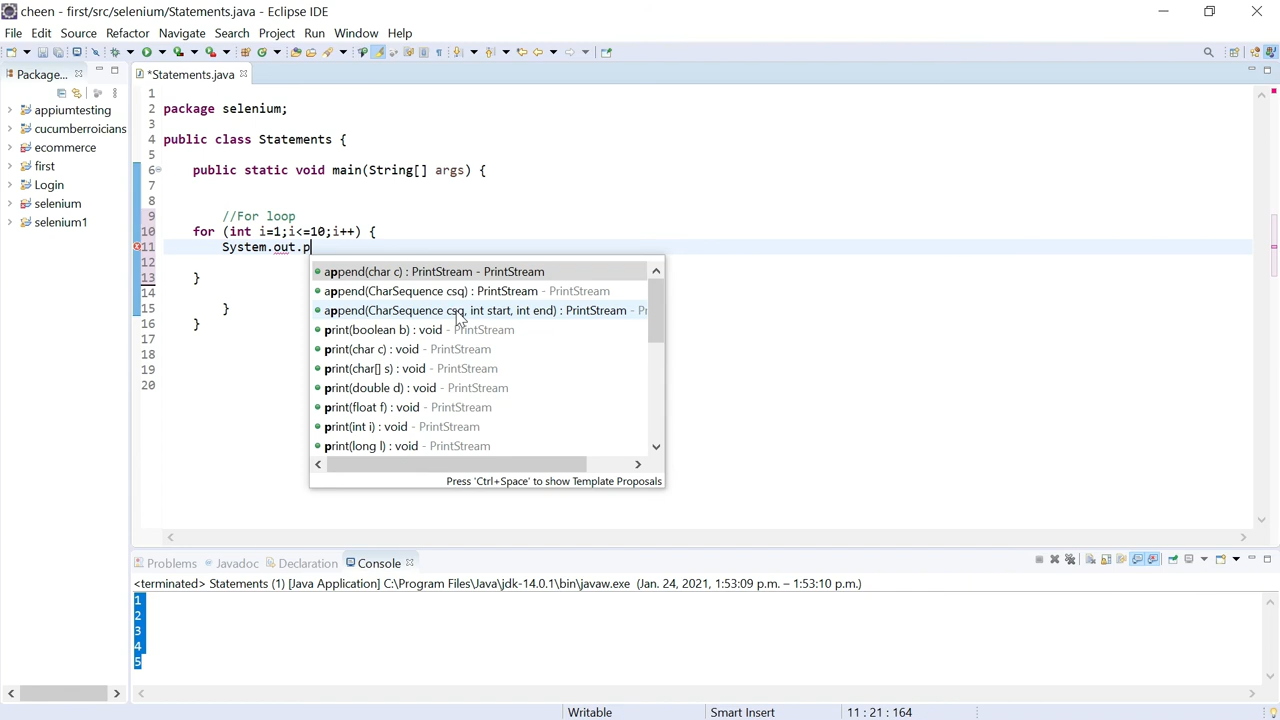 cheen - first/src/selenium/Statements.java - Eclipse IDE
File Edit Source Refactor Navigate Search Project Run Window Help
Package...
*Statements.java
appiumtesting
cucumberroicians
ecommerce
first
Login
selenium
selenium1
1
2 package selenium;
3
4 public class Statements {
5
6 public static void main(String[] args) {
7
8
9 //For loop
10 for (int i=1;i<=10;i++) {
11 System.out.p
12
13 }
14
15 }
16 }
17
18
19
20
append(char c) : PrintStream - PrintStream
append(CharSequence csq) : PrintStream - PrintStream
append(CharSequence csq, int start, int end) : PrintStream - Pr
print(boolean b) : void - PrintStream
print(char c) : void - PrintStream
print(char[] s) : void - PrintStream
print(double d) : void - PrintStream
print(float f) : void - PrintStream
print(int i) : void - PrintStream
print(long l) : void - PrintStream
Press 'Ctrl+Space' to show Template Proposals
Problems Javadoc Declaration Console
<terminated> Statements (1) [Java Application] C:\Program Files\Java\jdk-14.0.1\bin\javaw.exe (Jan. 24, 2021, 1:53:09 p.m. – 1:53:10 p.m.)
1
2
3
4
5
Writable Smart Insert 11 : 21 : 164